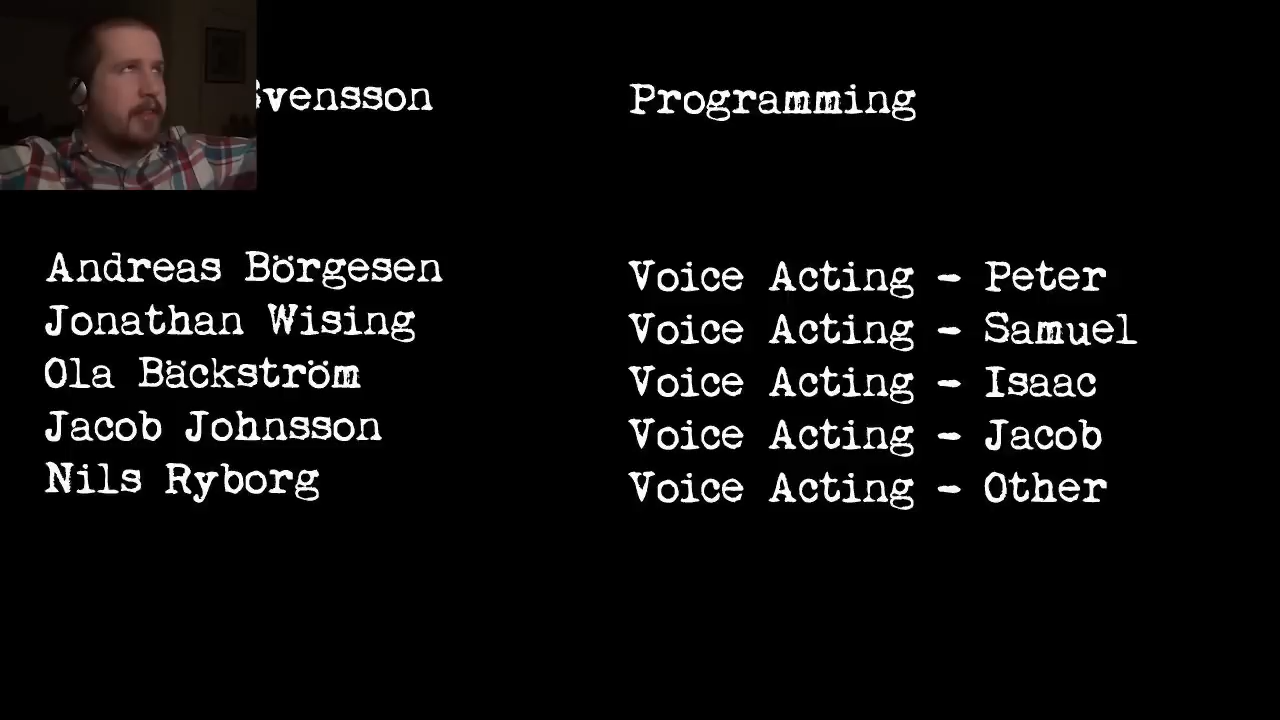 Svensson Programming
Andreas Börgesen Voice Acting - Peter
Jonathan Wising Voice Acting - Samuel
Ola Bäckström Voice Acting - Isaac
Jacob Johnsson Voice Acting - Jacob
Nils Ryborg Voice Acting - Other